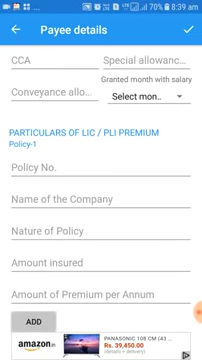 70% 8:39 am
Payee details
CCA
Special allowanc...
Granted month with salary
Conveyance allo...
Select mon..
PARTICULARS OF LIC / PLI PREMIUM
Policy-1
Policy No.
Name of the Company
Nature of Policy
Amount insured
Amount of Premium per Annum
ADD
amazon.in
PANASONIC 108 CM (43 ...
Rs. 39,450.00
(details + delivery)